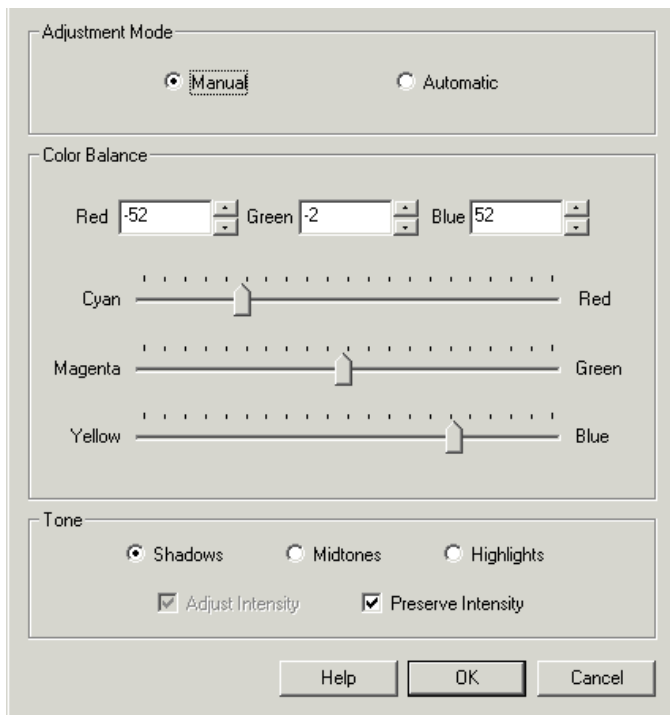 Adjustment Mode
Manual Automatic
Color Balance
Red -52 Green -2 Blue 52
Cyan Red
Magenta Green
Yellow Blue
Tone
Shadows Midtones Highlights
Adjust Intensity Preserve Intensity
Help OK Cancel